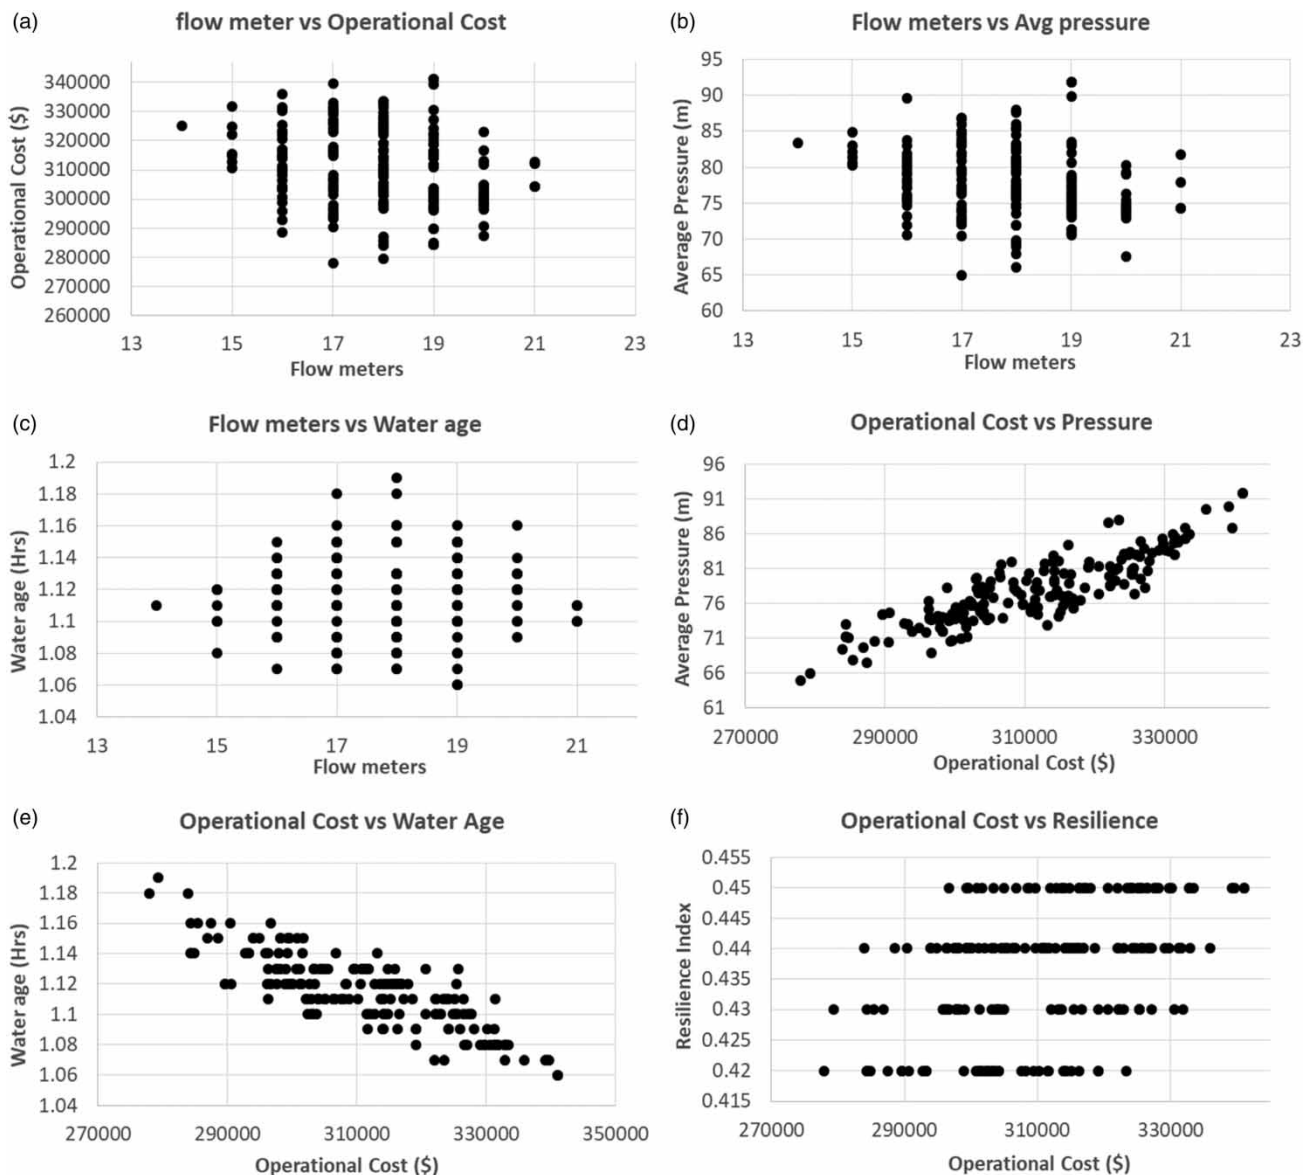 (a)
flow meter vs Operational Cost
Operational Cost ($)
340000
330000
320000
310000
300000
290000
280000
270000
260000
13 15 17 19 21 23
Flow meters
(b)
Flow meters vs Avg pressure
Average Pressure (m)
95
90
85
80
75
70
65
60
13 15 17 19 21 23
Flow meters
(c)
Flow meters vs Water age
Water age (Hrs)
1.2
1.18
1.16
1.14
1.12
1.1
1.08
1.06
1.04
13 15 17 19 21
Flow meters
(d)
Operational Cost vs Pressure
Average Pressure (m)
96
91
86
81
76
71
66
61
270000 290000 310000 330000
Operational Cost ($)
(e)
Operational Cost vs Water Age
Water age (Hrs)
1.2
1.18
1.16
1.14
1.12
1.1
1.08
1.06
1.04
270000 290000 310000 330000 350000
Operational Cost ($)
(f)
Operational Cost vs Resilience
Resilience Index
0.455
0.45
0.445
0.44
0.435
0.43
0.425
0.42
0.415
270000 290000 310000 330000
Operational Cost ($)